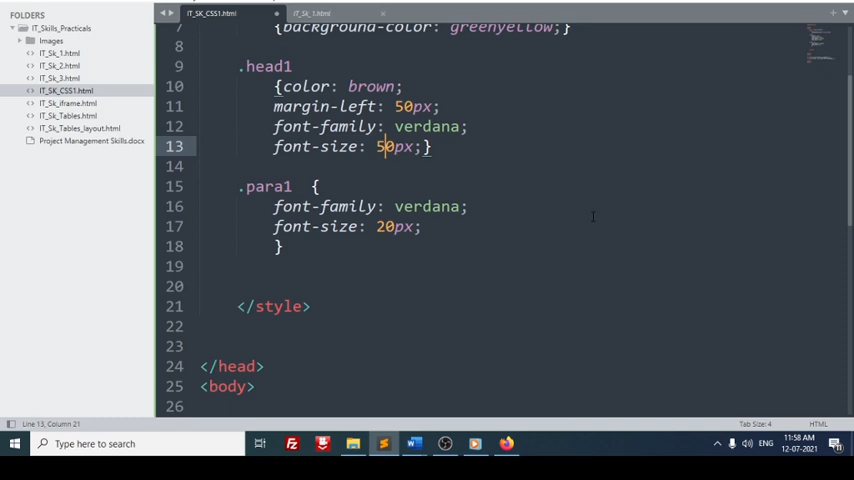 IT_SK_CSS1.html
IT_Sk_1.html
FOLDERS
IT_Skills_Practicals
Images
IT_Sk_1.html
IT_Sk_2.html
IT_Sk_3.html
IT_SK_CSS1.html
IT_Sk_iframe.html
IT_Sk_Tables.html
IT_Sk_Tables_layout.html
Project Management Skills.docx
7 {background-color: greenyellow;}
8
9 .head1
10 {color: brown;
11 margin-left: 50px;
12 font-family: verdana;
13 font-size: 50px;}
14
15 .para1 {
16 font-family: verdana;
17 font-size: 20px;
18 }
19
20
21 </style>
22
23
24 </head>
25 <body>
26
Line 13, Column 21
Tab Size: 4
HTML
Type here to search
ENG
11:58 AM
12-07-2021